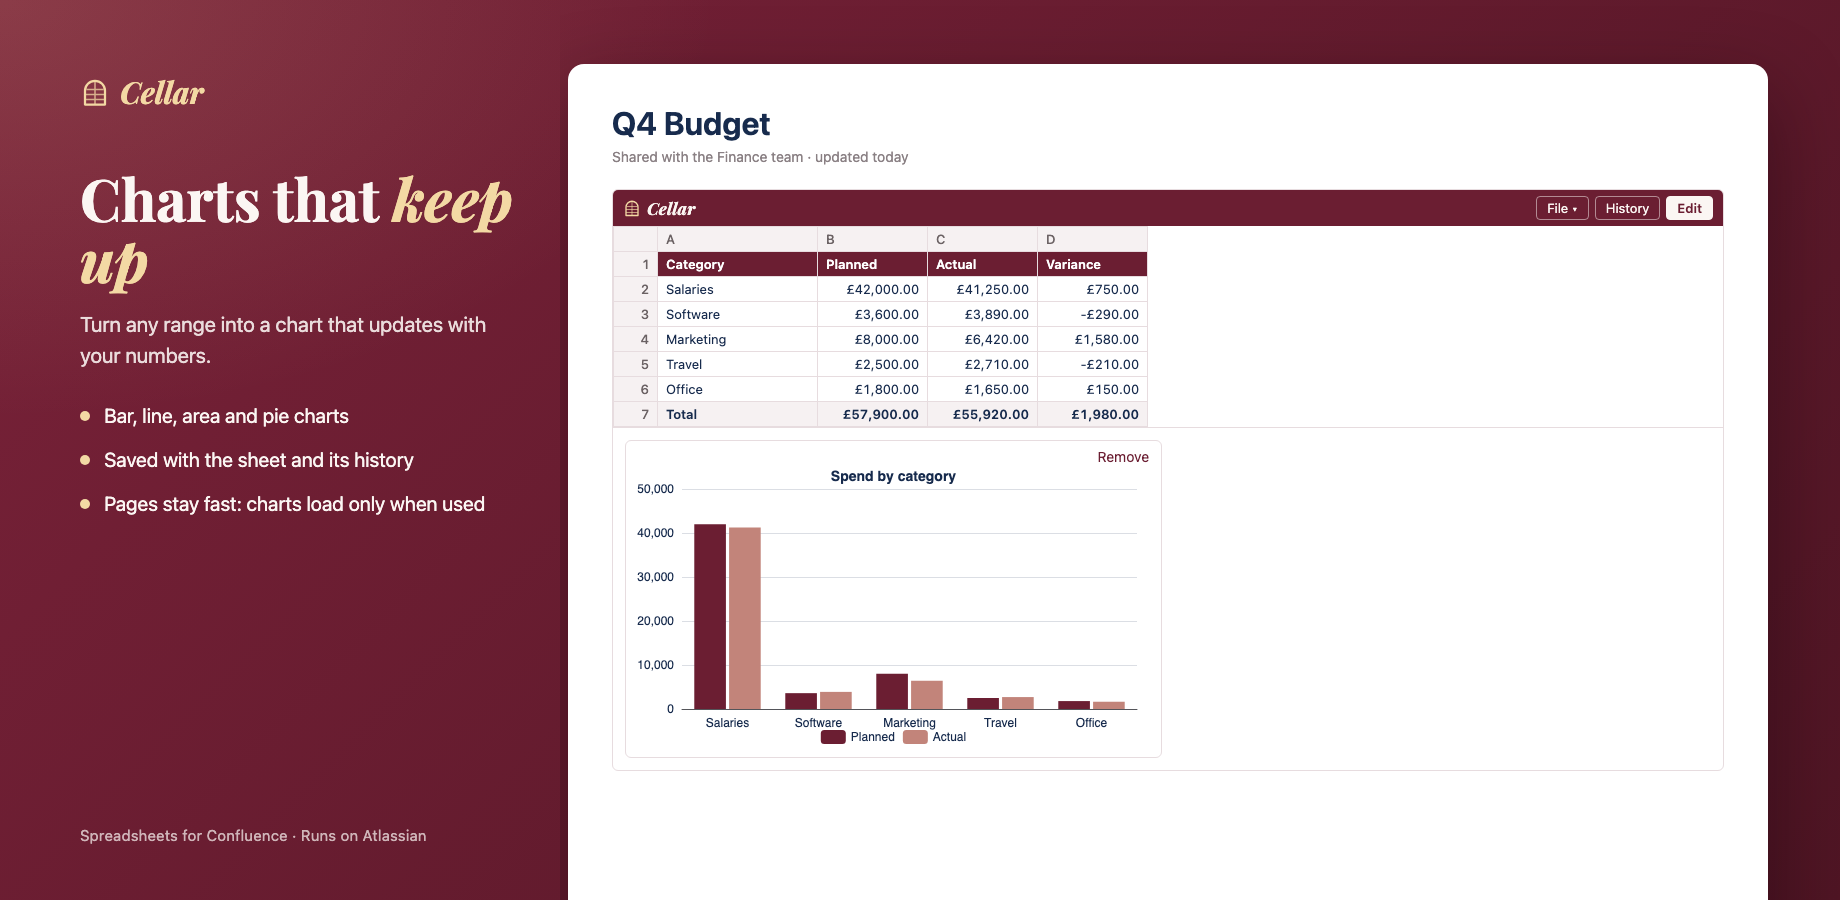 Cellar
Charts that keep
up
Turn any range into a chart that updates with
your numbers.
Bar, line, area and pie charts
Saved with the sheet and its history
Pages stay fast: charts load only when used
Spreadsheets for Confluence · Runs on Atlassian
Q4 Budget
Shared with the Finance team · updated today
Cellar File ▾ History Edit
A B C D
1 Category Planned Actual Variance
2 Salaries £42,000.00 £41,250.00 £750.00
3 Software £3,600.00 £3,890.00 -£290.00
4 Marketing £8,000.00 £6,420.00 £1,580.00
5 Travel £2,500.00 £2,710.00 -£210.00
6 Office £1,800.00 £1,650.00 £150.00
7 Total £57,900.00 £55,920.00 £1,980.00
Remove
Spend by category
50,000
40,000
30,000
20,000
10,000
0
Salaries Software Marketing Travel Office
Planned Actual